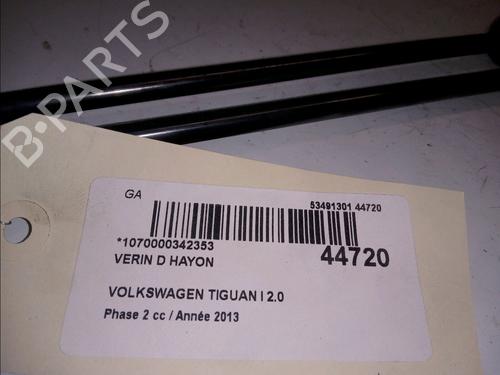 B-PARTS
GA
53491301 44720
*1070000342353
VERIN D HAYON
44720
VOLKSWAGEN TIGUAN I 2.0
Phase 2 cc / Année 2013